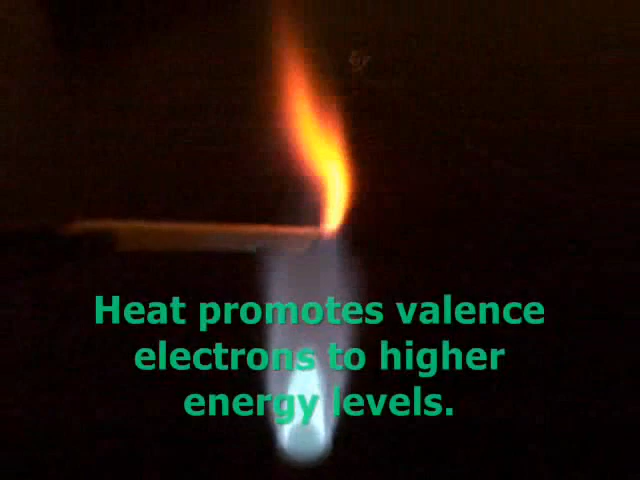 Heat promotes valence
electrons to higher
energy levels.